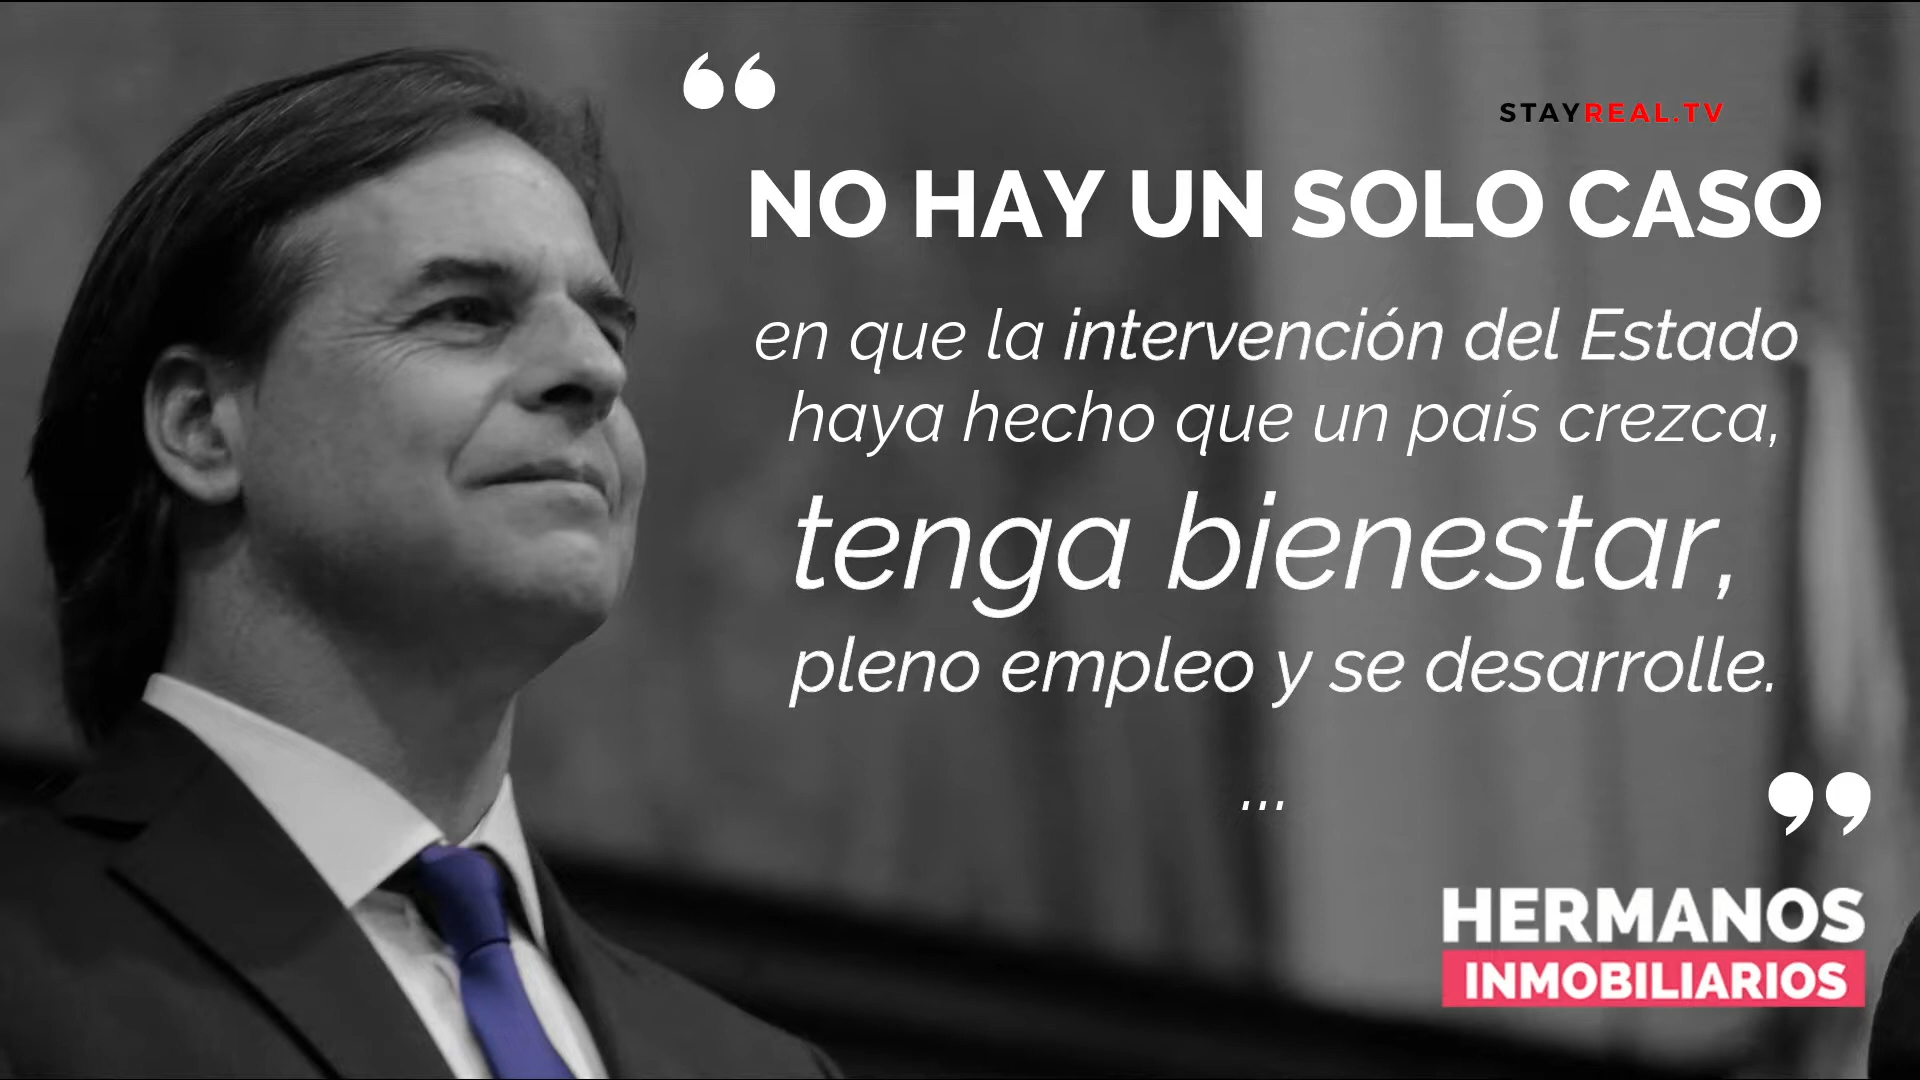 “
STAYREAL.TV
NO HAY UN SOLO CASO
en que la intervención del Estado
haya hecho que un país crezca,
tenga bienestar,
pleno empleo y se desarrolle.
...
”
HERMANOS
INMOBILIARIOS